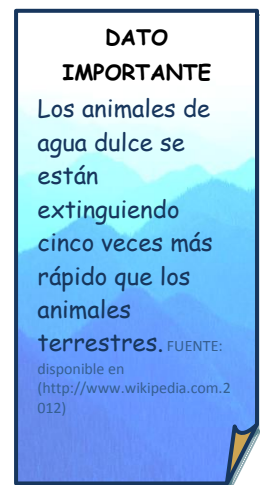 DATO
IMPORTANTE
Los animales de
agua dulce se
están
extinguiendo
cinco veces más
rápido que los
animales
terrestres. FUENTE:
disponible en
(http://www.wikipedia.com.2
012)